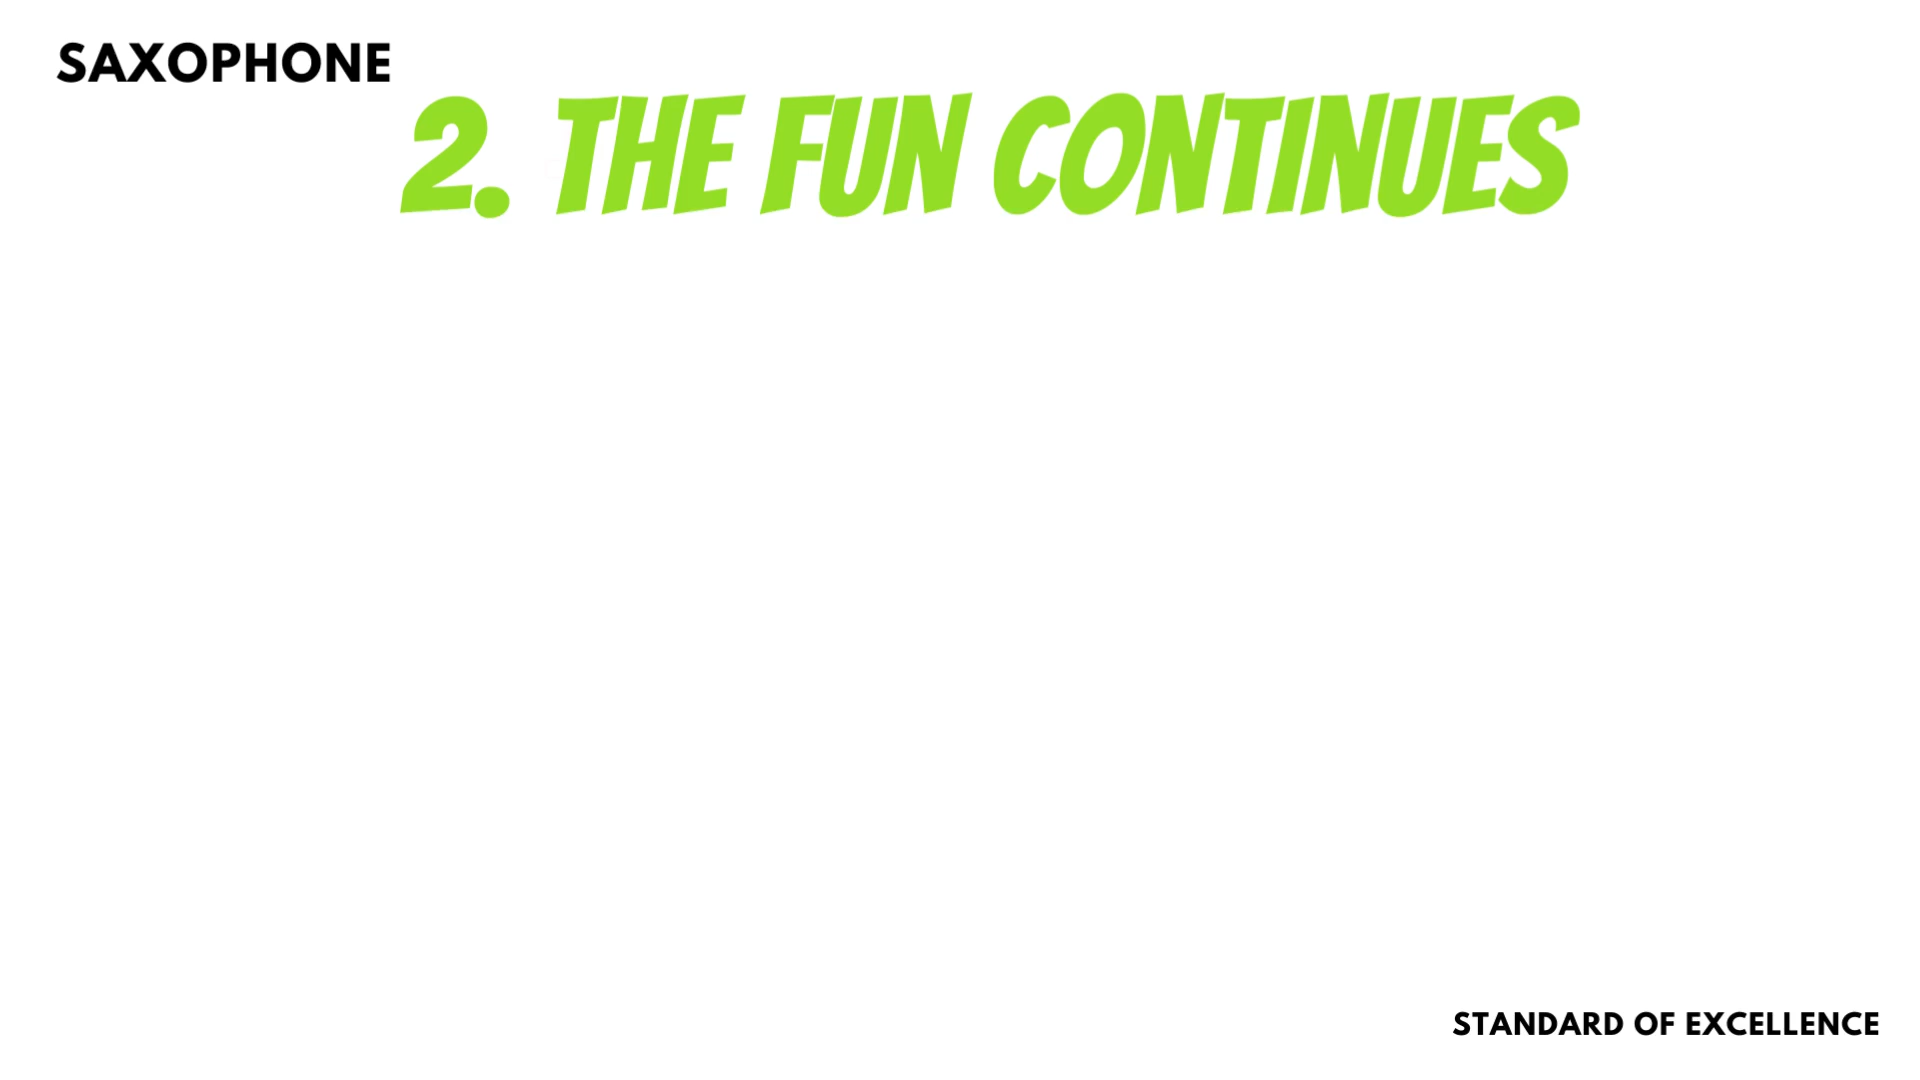 SAXOPHONE
2. THE FUN CONTINUES
STANDARD OF EXCELLENCE